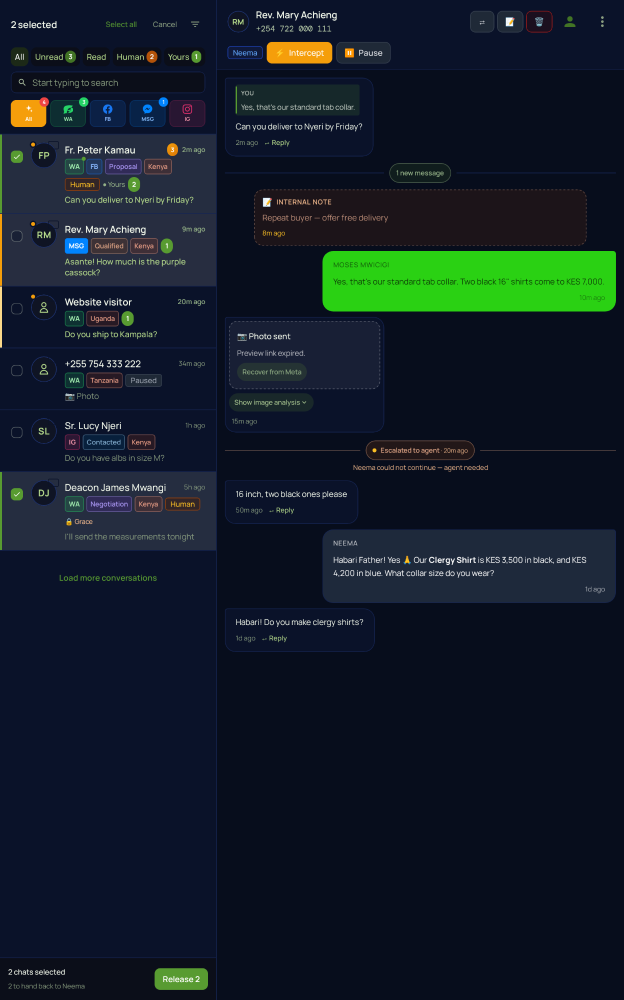 2 selected
Select all
Cancel
All
Unread 3
Read
Human 2
Yours 1
Start typing to search
All
4
WA
3
FB
MSG
1
IG
FP
Fr. Peter Kamau
3
2m ago
WA
FB
Proposal
Kenya
Human
● Yours
2
Can you deliver to Nyeri by Friday?
RM
Rev. Mary Achieng
9m ago
MSG
Qualified
Kenya
1
Asante! How much is the purple
cassock?
Website visitor
20m ago
WA
Uganda
1
Do you ship to Kampala?
+255 754 333 222
34m ago
WA
Tanzania
Paused
📷 Photo
SL
Sr. Lucy Njeri
1h ago
IG
Contacted
Kenya
Do you have albs in size M?
DJ
Deacon James Mwangi
5h ago
WA
Negotiation
Kenya
Human
🔒 Grace
I'll send the measurements tonight
Load more conversations
2 chats selected
2 to hand back to Neema
Release 2
RM
Rev. Mary Achieng
+254 722 000 111
Neema
⚡ Intercept
⏸ Pause
YOU
Yes, that's our standard tab collar.
Can you deliver to Nyeri by Friday?
2m ago
↔ Reply
1 new message
📝 INTERNAL NOTE
Repeat buyer — offer free delivery
8m ago
MOSES MWICIGI
Yes, that's our standard tab collar. Two black 16" shirts come to KES 7,000.
10m ago
📷 Photo sent
Preview link expired.
Recover from Meta
Show image analysis
15m ago
Escalated to agent · 20m ago
Neema could not continue — agent needed
16 inch, two black ones please
50m ago
↔ Reply
NEEMA
Habari Father! Yes 🙏 Our Clergy Shirt is KES 3,500 in black, and KES
4,200 in blue. What collar size do you wear?
1d ago
Habari! Do you make clergy shirts?
1d ago
↔ Reply